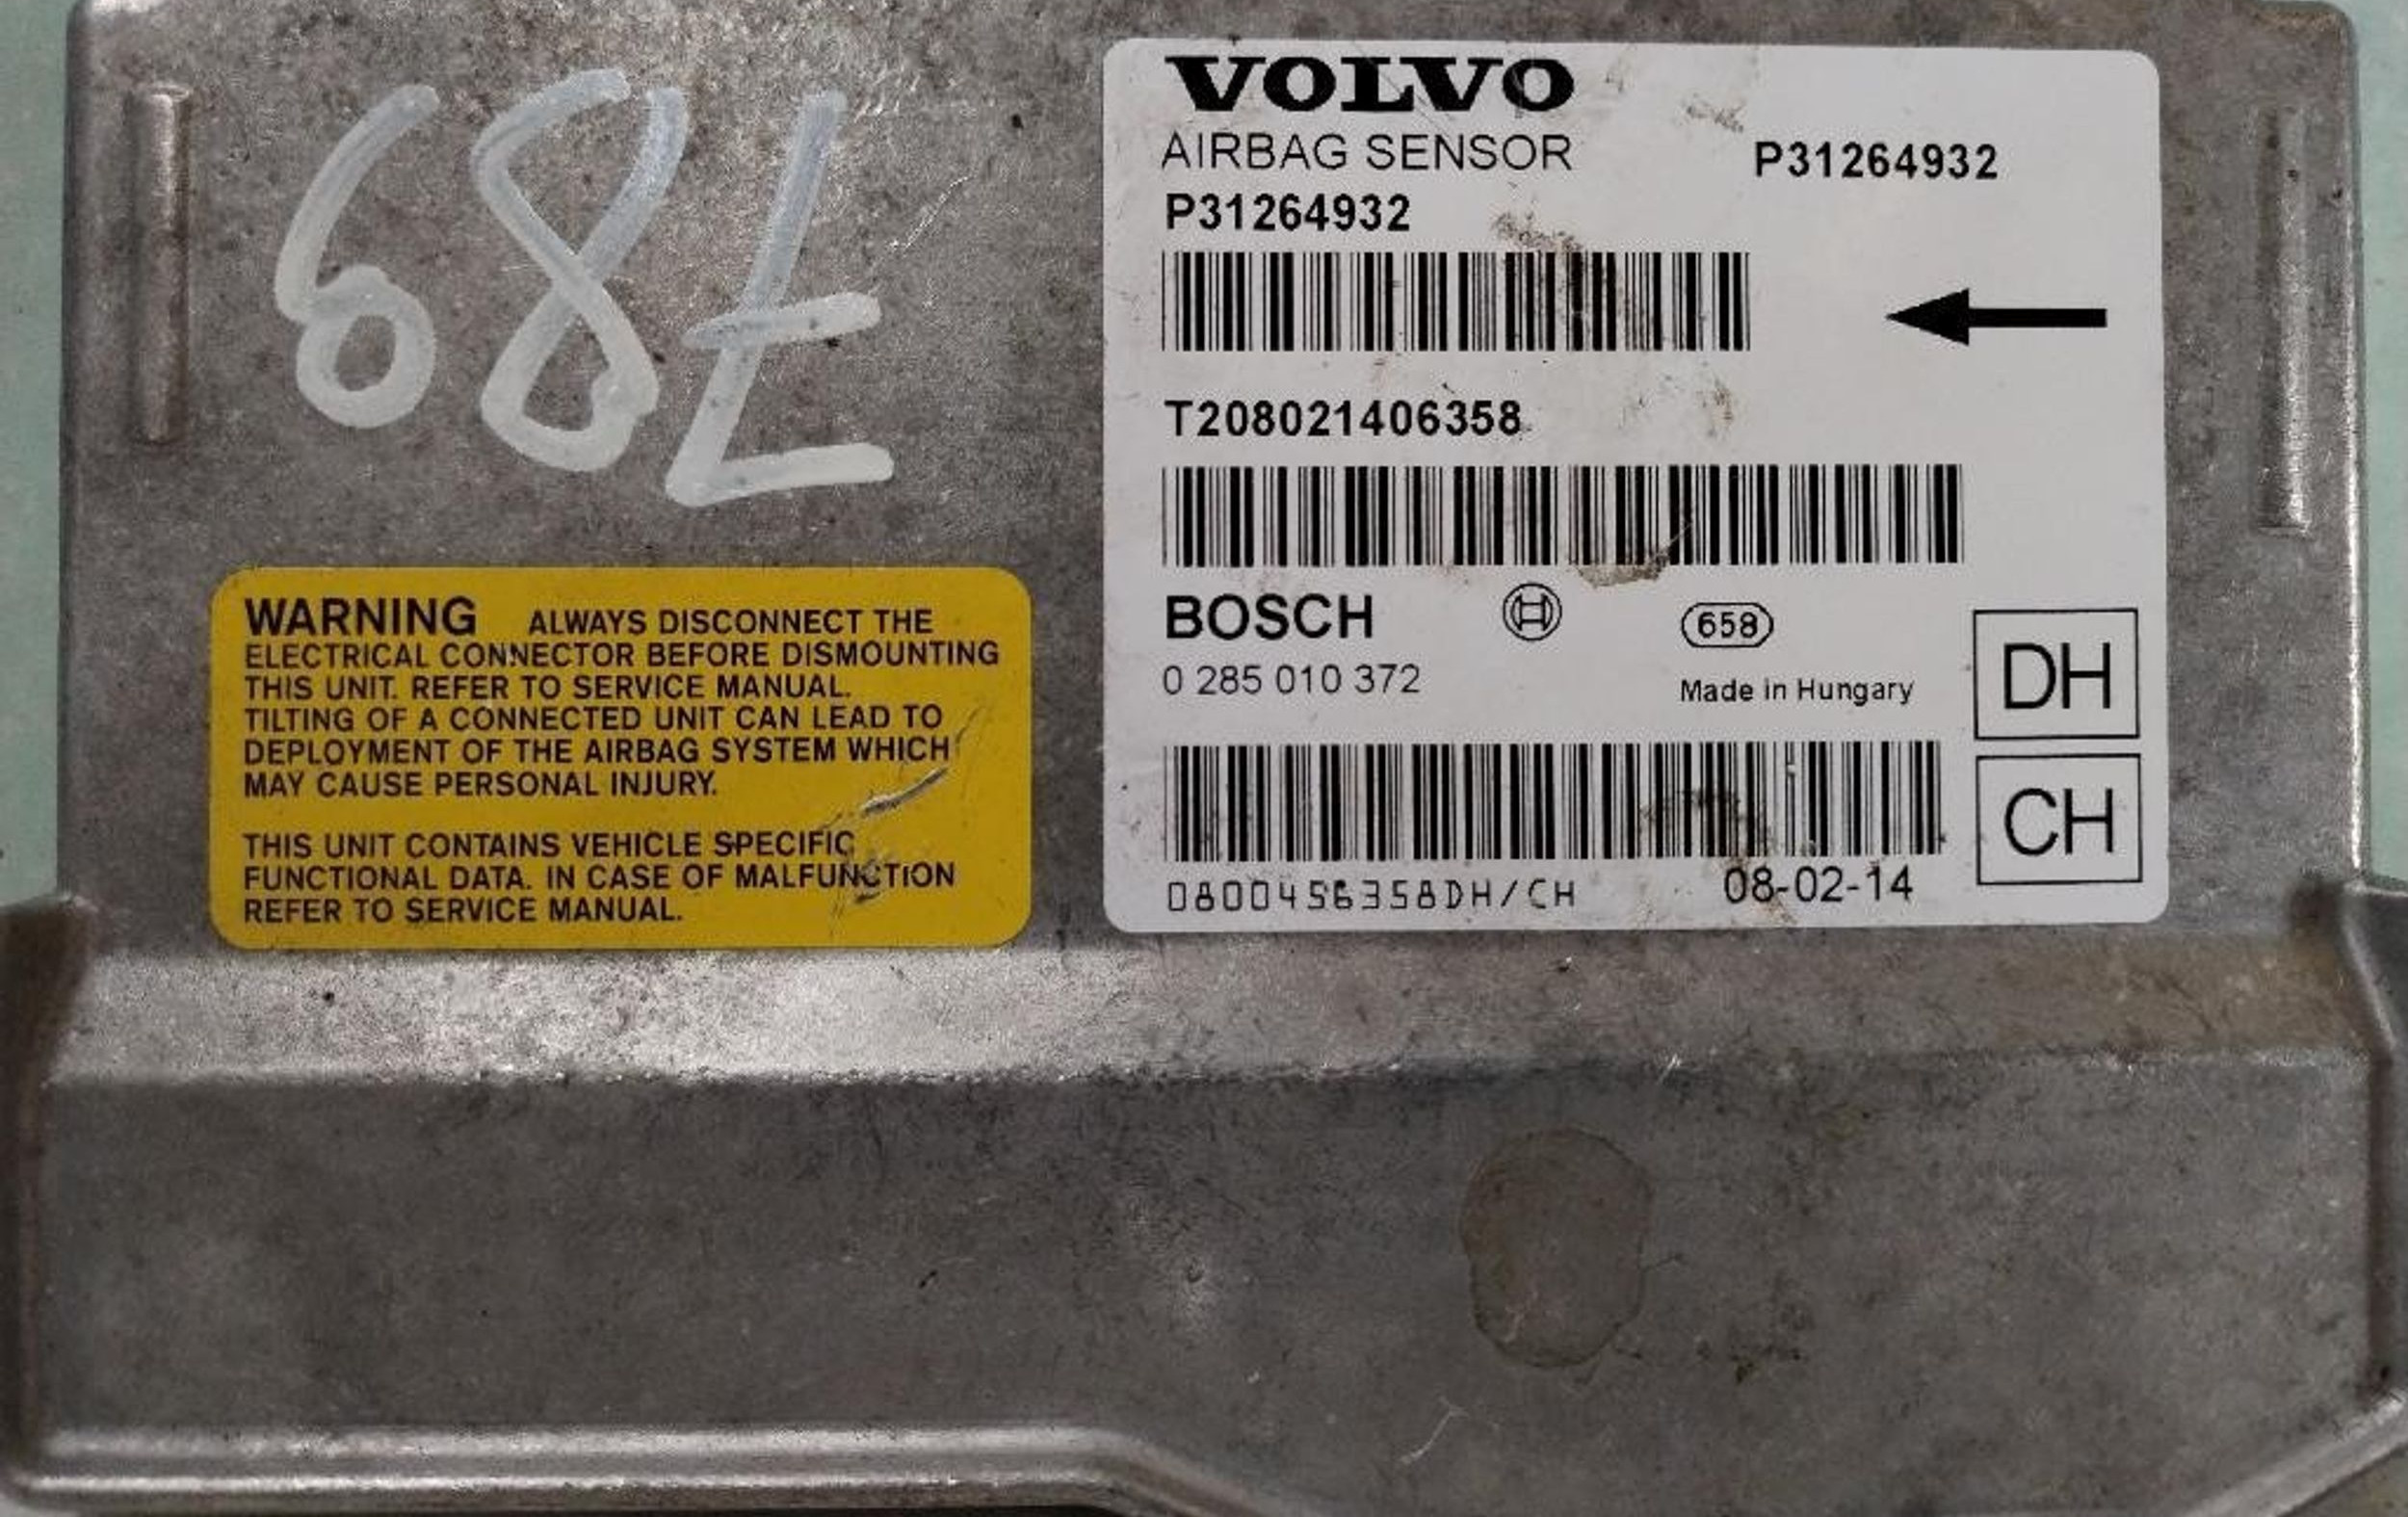 789
VOLVO
AIRBAG SENSOR
P31264932
P31264932
T208021406358
BOSCH
658
0 285 010 372
Made in Hungary
DH
CH
0800456358DH/CH
08-02-14
WARNING ALWAYS DISCONNECT THE
ELECTRICAL CONNECTOR BEFORE DISMOUNTING
THIS UNIT. REFER TO SERVICE MANUAL.
TILTING OF A CONNECTED UNIT CAN LEAD TO
DEPLOYMENT OF THE AIRBAG SYSTEM WHICH
MAY CAUSE PERSONAL INJURY.
THIS UNIT CONTAINS VEHICLE SPECIFIC
FUNCTIONAL DATA. IN CASE OF MALFUNCTION
REFER TO SERVICE MANUAL.